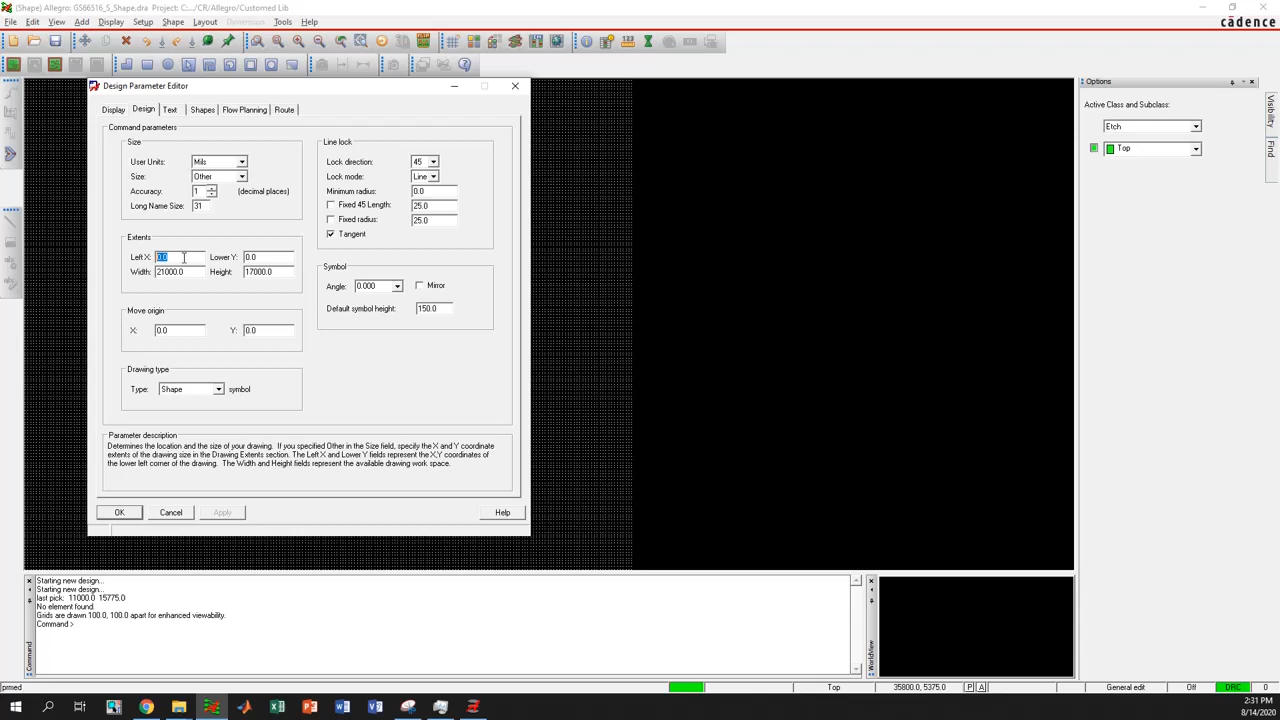 (Shape) Allegro: GS66516_S_Shape.dra  Project: C:.../CR/Allegro/Customed Lib
File Edit View Add Display Setup Shape Layout Dimension Tools Help
cādence
Design Parameter Editor
Display Design Text Shapes Flow Planning Route
Command parameters
Size
User Units: Mils
Size: Other
Accuracy: 1 (decimal places)
Long Name Size: 31
Line lock
Lock direction: 45
Lock mode: Line
Minimum radius: 0.0
Fixed 45 Length: 25.0
Fixed radius: 25.0
Tangent
Extents
Left X: 0.0 Lower Y: 0.0
Width: 21000.0 Height: 17000.0
Symbol
Angle: 0.000 Mirror
Default symbol height: 150.0
Move origin
X: 0.0 Y: 0.0
Drawing type
Type: Shape symbol
Parameter description
Determines the location and the size of your drawing. If you specified Other in the Size field, specify the X and Y coordinate
extents of the drawing size in the Drawing Extents section. The Left X and Lower Y fields represent the X,Y coordinates of
the lower left corner of the drawing. The Width and Height fields represent the available drawing work space.
OK Cancel Apply Help
Options
Active Class and Subclass:
Etch
Top
Visibility
Find
Starting new design...
Starting new design...
last pick: 11000.0 15775.0
No element found.
Grids are drawn 100.0, 100.0 apart for enhanced viewability.
Command >
Command
WorldView
prmed Top 35800.0, 5375.0 P A General edit Off DRC 0
2:31 PM
8/14/2020